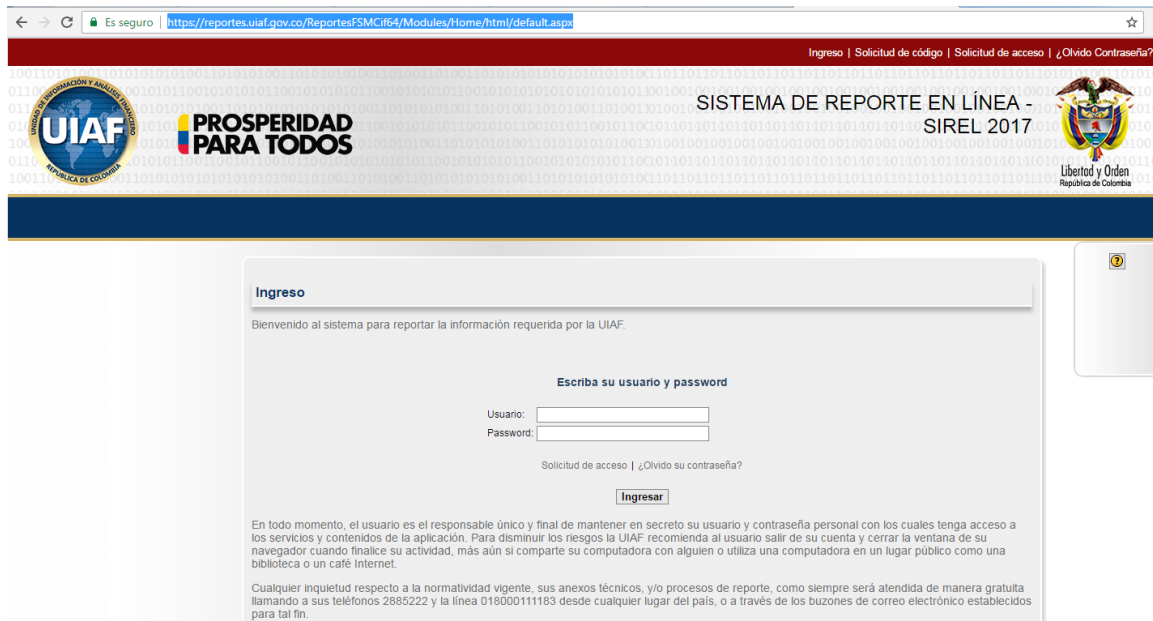 Es seguro | https://reportes.uiaf.gov.co/ReportesFSMCif64/Modules/Home/html/default.aspx
Ingreso | Solicitud de código | Solicitud de acceso | ¿Olvido Contraseña?
UNIDAD DE INFORMACIÓN Y ANÁLISIS FINANCIERO
UIAF
REPÚBLICA DE COLOMBIA
PROSPERIDAD
PARA TODOS
SISTEMA DE REPORTE EN LÍNEA -
SIREL 2017
Libertad y Orden
República de Colombia
Ingreso
Bienvenido al sistema para reportar la información requerida por la UIAF.
Escriba su usuario y password
Usuario:
Password:
Solicitud de acceso | ¿Olvido su contraseña?
Ingresar
En todo momento, el usuario es el responsable único y final de mantener en secreto su usuario y contraseña personal con los cuales tenga acceso a
los servicios y contenidos de la aplicación. Para disminuir los riesgos la UIAF recomienda al usuario salir de su cuenta y cerrar la ventana de su
navegador cuando finalice su actividad, más aún si comparte su computadora con alguien o utiliza una computadora en un lugar público como una
biblioteca o un café Internet.
Cualquier inquietud respecto a la normatividad vigente, sus anexos técnicos, y/o procesos de reporte, como siempre será atendida de manera gratuita
llamando a sus teléfonos 2885222 y la línea 018000111183 desde cualquier lugar del país, o a través de los buzones de correo electrónico establecidos
para tal fin.